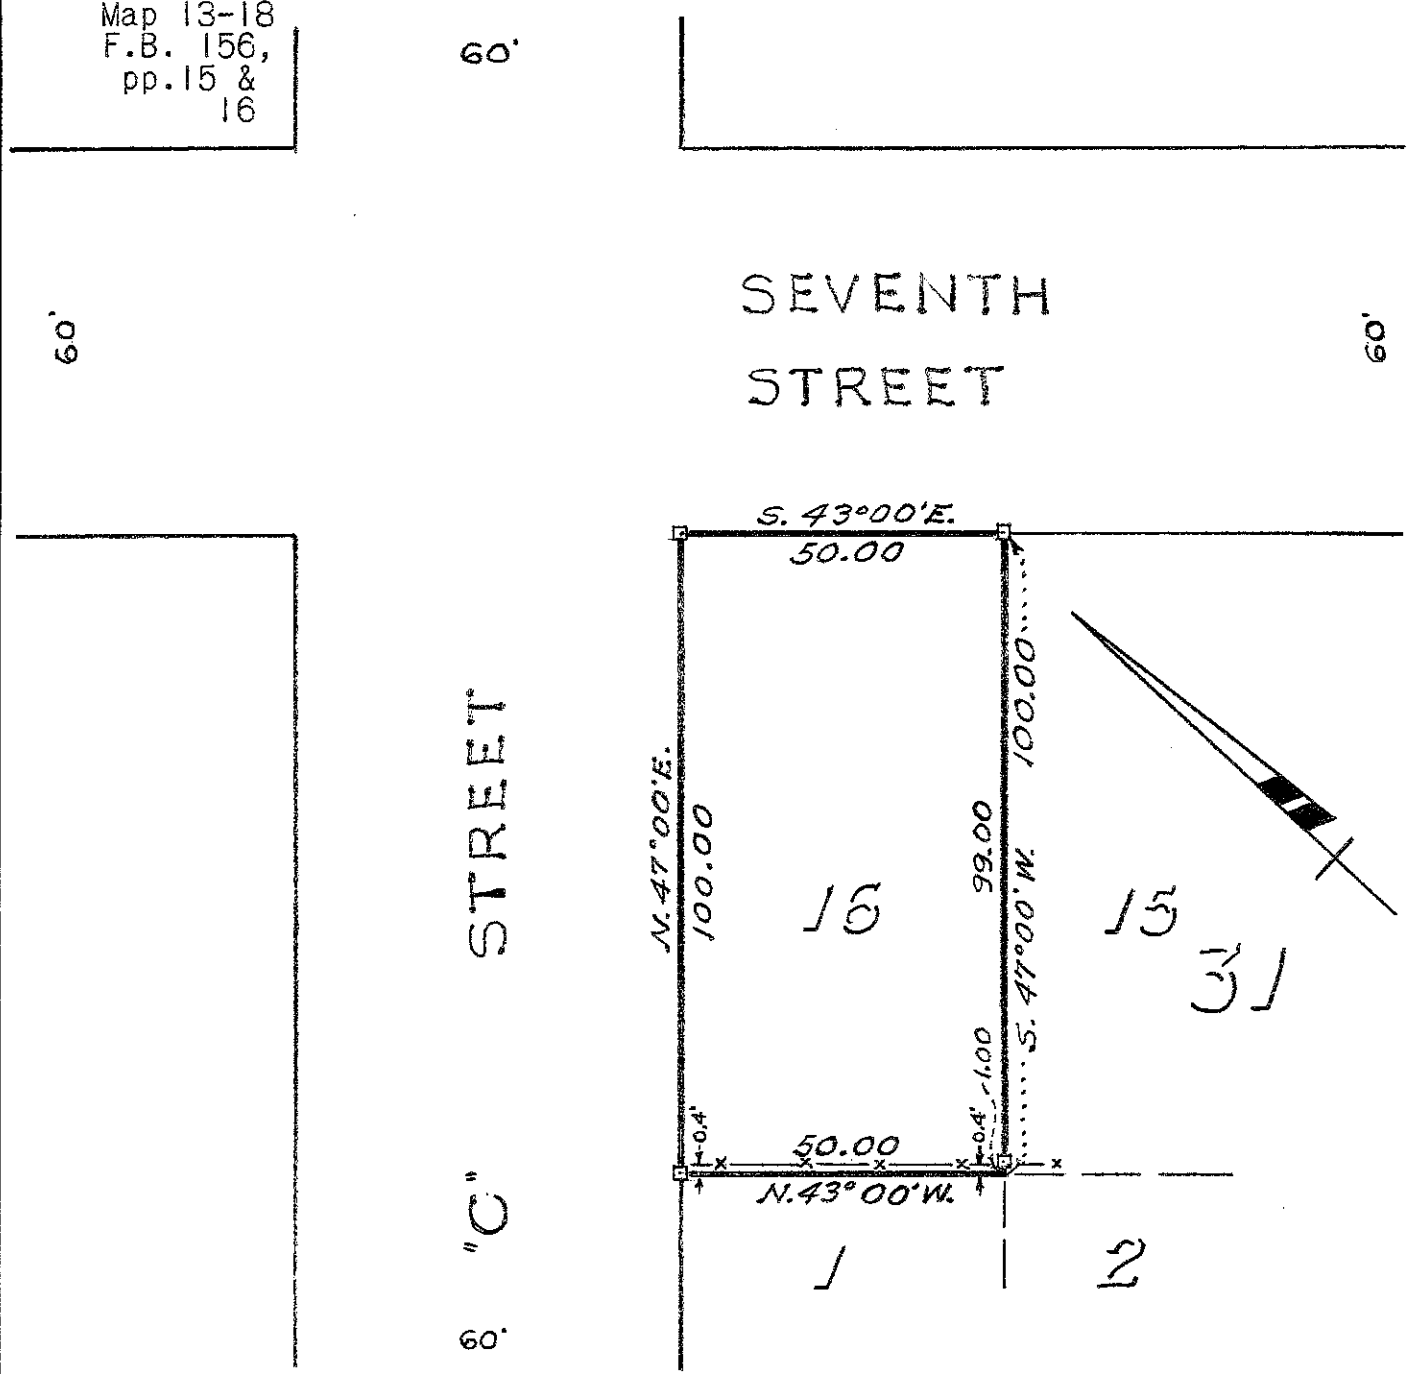 Map 13-18
F.B. 156,
pp.15 &
16
60'
SEVENTH
STREET
60'
60'
S. 43°00'E.
50.00
N.47°00'E.
100.00
16
99.00
100.00
S. 47°00'W.
15
31
1.00
0.4'
0.4'
50.00
N.43°00'W.
"C" STREET
1
2
60'